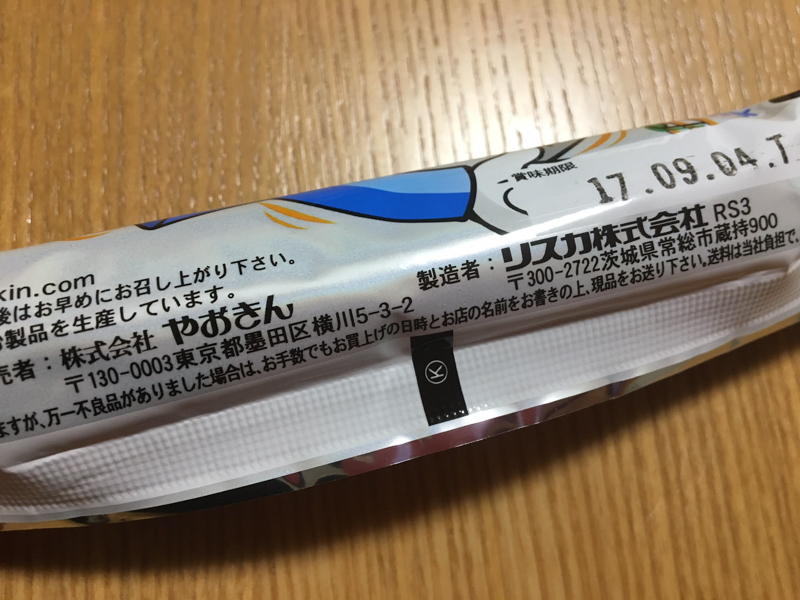 賞味期限
17.09.04.T
kin.com
後はお早めにお召し上がり下さい。
製品を生産しています。
売者：株式会社 やおきん
〒130-0003東京都墨田区横川5-3-2
製造者：リスカ株式会社 RS3
〒300-2722茨城県常総市蔵持900
ますが、万一不良品がありました場合は、お手数でもお買上げの日時とお店の名前をお書きの上、現品をお送り下さい。送料は当社負担で、
K